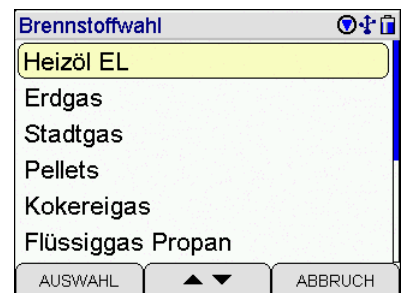 Brennstoffwahl
Heizöl EL
Erdgas
Stadtgas
Pellets
Kokereigas
Flüssiggas Propan
AUSWAHL ABBRUCH